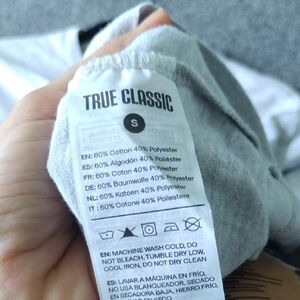 TRUE CLASSIC
S
EN: 60% Cotton 40% Polyester
ES: 60% Algodón 40% Poliéster
FR: 60% Coton 40% Polyester
DE: 60% Baumwolle 40% Polyester
NL: 60% Katoen 40% Polyester
IT: 60% Cotone 40% Poliestere
EN: MACHINE WASH COLD, DO
NOT BLEACH, TUMBLE DRY LOW,
COOL IRON, DO NOT DRY CLEAN
ES: LAVAR A MÁQUINA EN FRÍO,
NO USAR BLANQUEADOR, SECAR
EN SECADORA BAJA, HIERRO FRÍO,
EN SECO